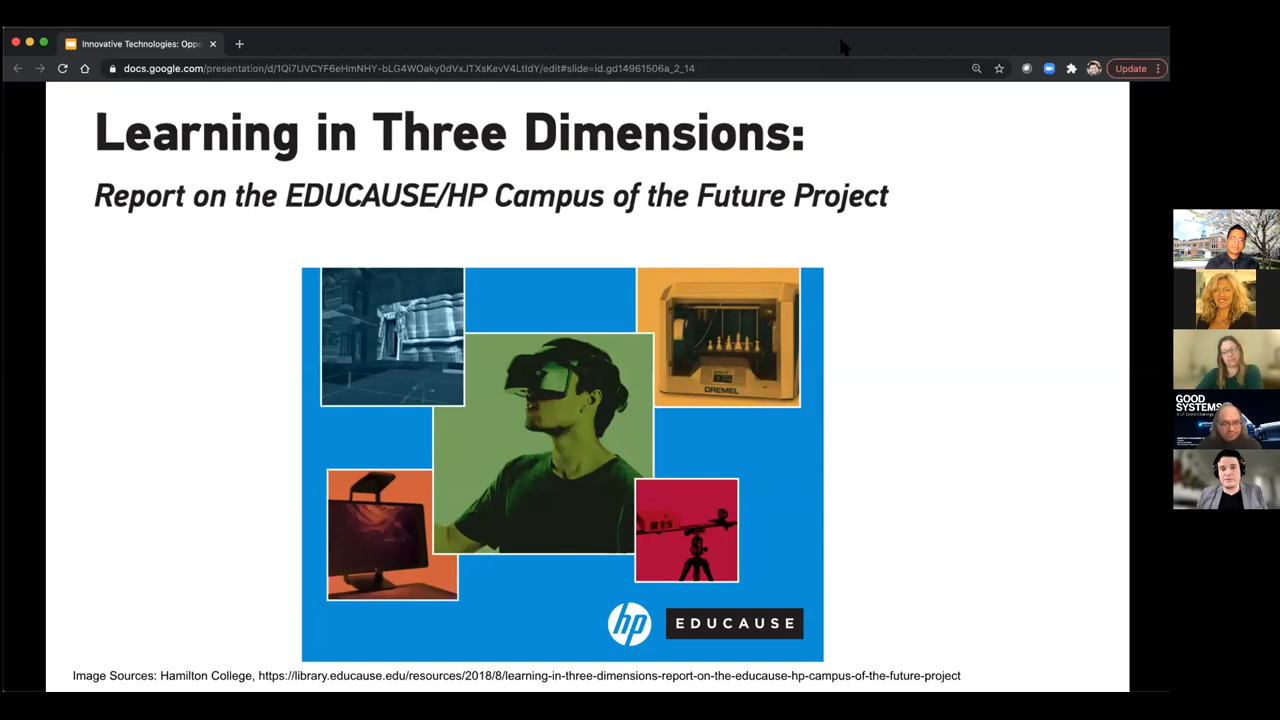 Innovative Technologies: Oppo
docs.google.com/presentation/d/1Qi7UVCYF6eHmNHY-bLG4WOaky0dVxJTXsKevV4LtIdY/edit#slide=id.gd14961506a_2_14
Update
Learning in Three Dimensions:
Report on the EDUCAUSE/HP Campus of the Future Project
DREMEL
hp
EDUCAUSE
GOOD
SYSTEMS
Image Sources: Hamilton College, https://library.educause.edu/resources/2018/8/learning-in-three-dimensions-report-on-the-educause-hp-campus-of-the-future-project